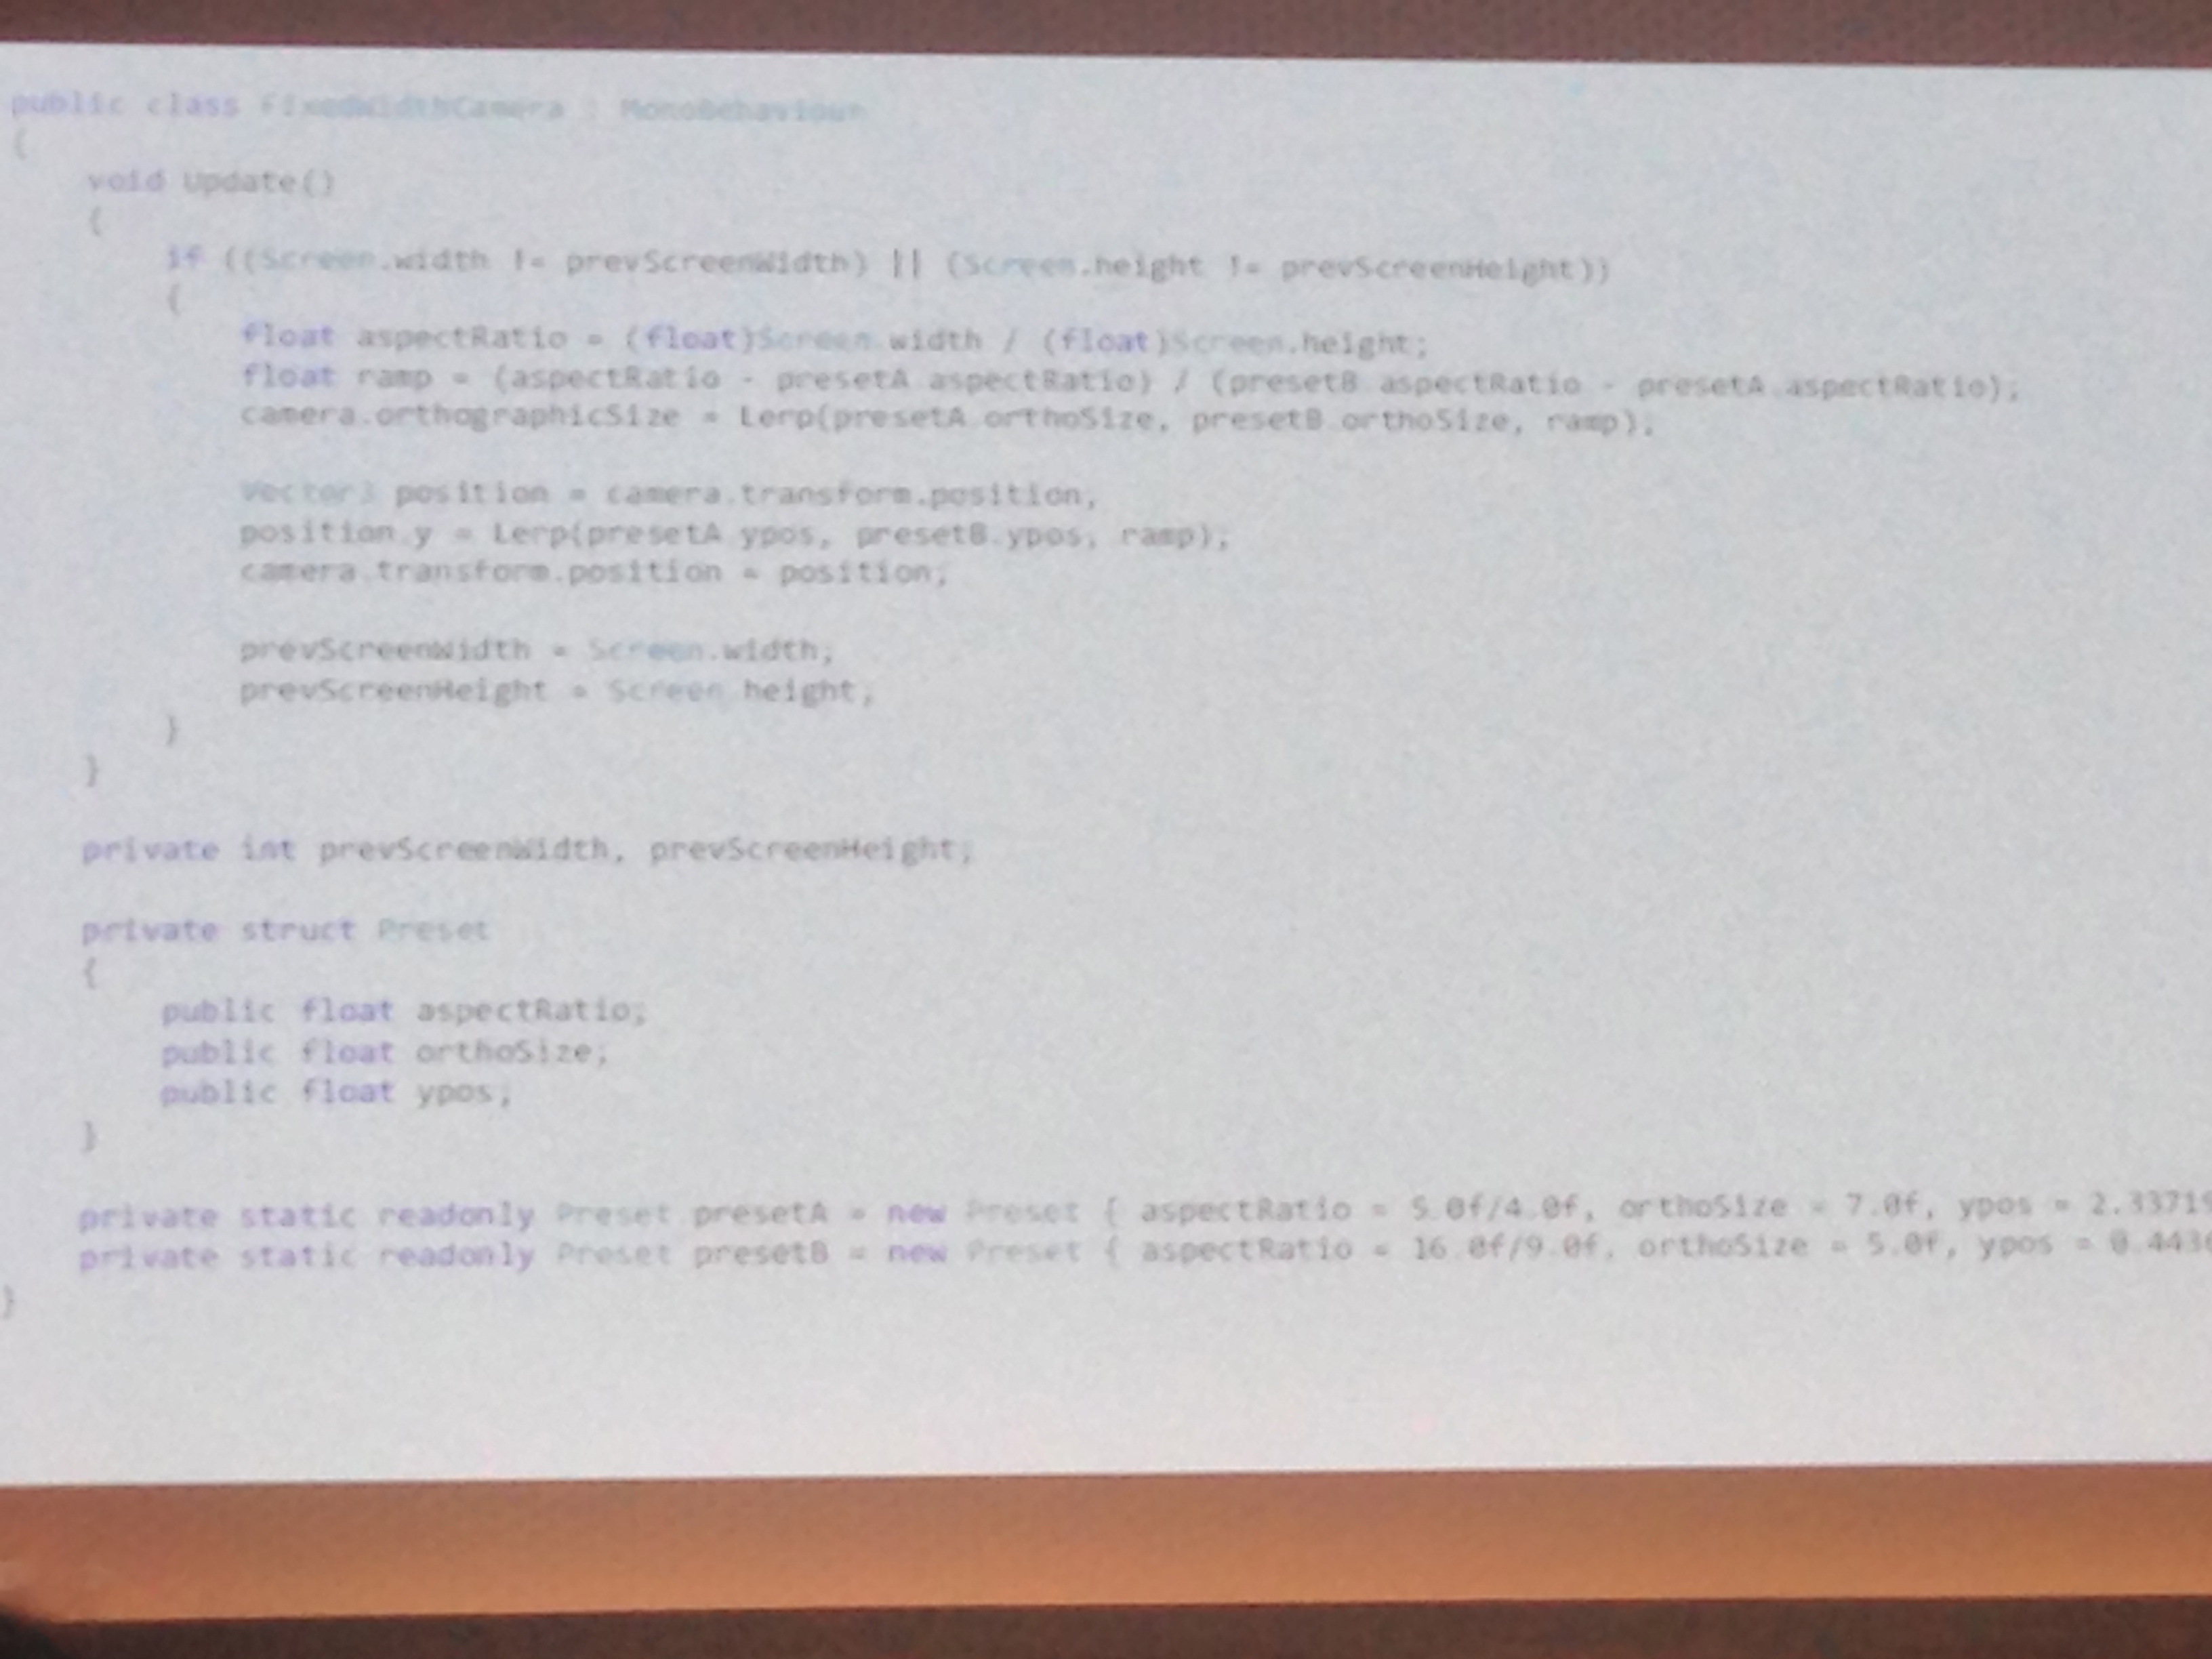 public class FixedWidthCamera : MonoBehaviour
{
    void Update()
    {
        if ((Screen.width != prevScreenWidth) || (Screen.height != prevScreenHeight))
        {
            float aspectRatio = (float)Screen.width / (float)Screen.height;
            float ramp = (aspectRatio - presetA.aspectRatio) / (presetB.aspectRatio - presetA.aspectRatio);
            camera.orthographicSize = Lerp(presetA.orthoSize, presetB.orthoSize, ramp);

            Vector3 position = camera.transform.position;
            position.y = Lerp(presetA.ypos, presetB.ypos, ramp);
            camera.transform.position = position;

            prevScreenWidth = Screen.width;
            prevScreenHeight = Screen.height;
        }
    }

    private int prevScreenWidth, prevScreenHeight;

    private struct Preset
    {
        public float aspectRatio;
        public float orthoSize;
        public float ypos;
    }

    private static readonly Preset presetA = new Preset { aspectRatio = 5.0f/4.0f, orthoSize = 7.0f, ypos = 2.33719
    private static readonly Preset presetB = new Preset { aspectRatio = 16.0f/9.0f, orthoSize = 5.0f, ypos = 0.4436
}